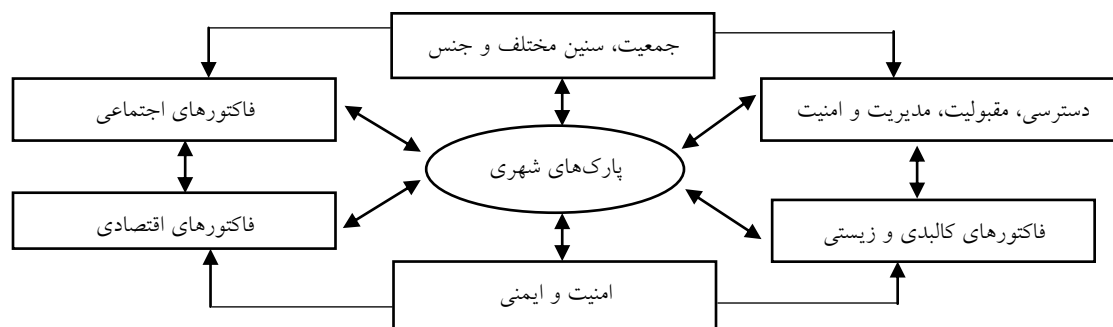 جمعیت، سنین مختلف و جنس
دسترسی، مقبولیت، مدیریت و امنیت
فاکتورهای اجتماعی
پارک‌های شهری
فاکتورهای کالبدی و زیستی
فاکتورهای اقتصادی
امنیت و ایمنی